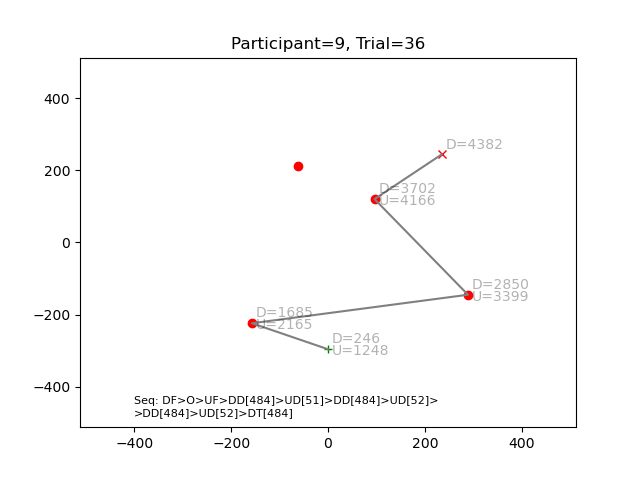 Participant=9, Trial=36
400
200
0
−200
−400
D=4382
D=3702
U=4166
D=2850
U=3399
D=1685
U=2165
D=246
U=1248
Seq: DF>O>UF>DD[484]>UD[51]>DD[484]>UD[52]>
>DD[484]>UD[52]>DT[484]
−400 −200 0 200 400